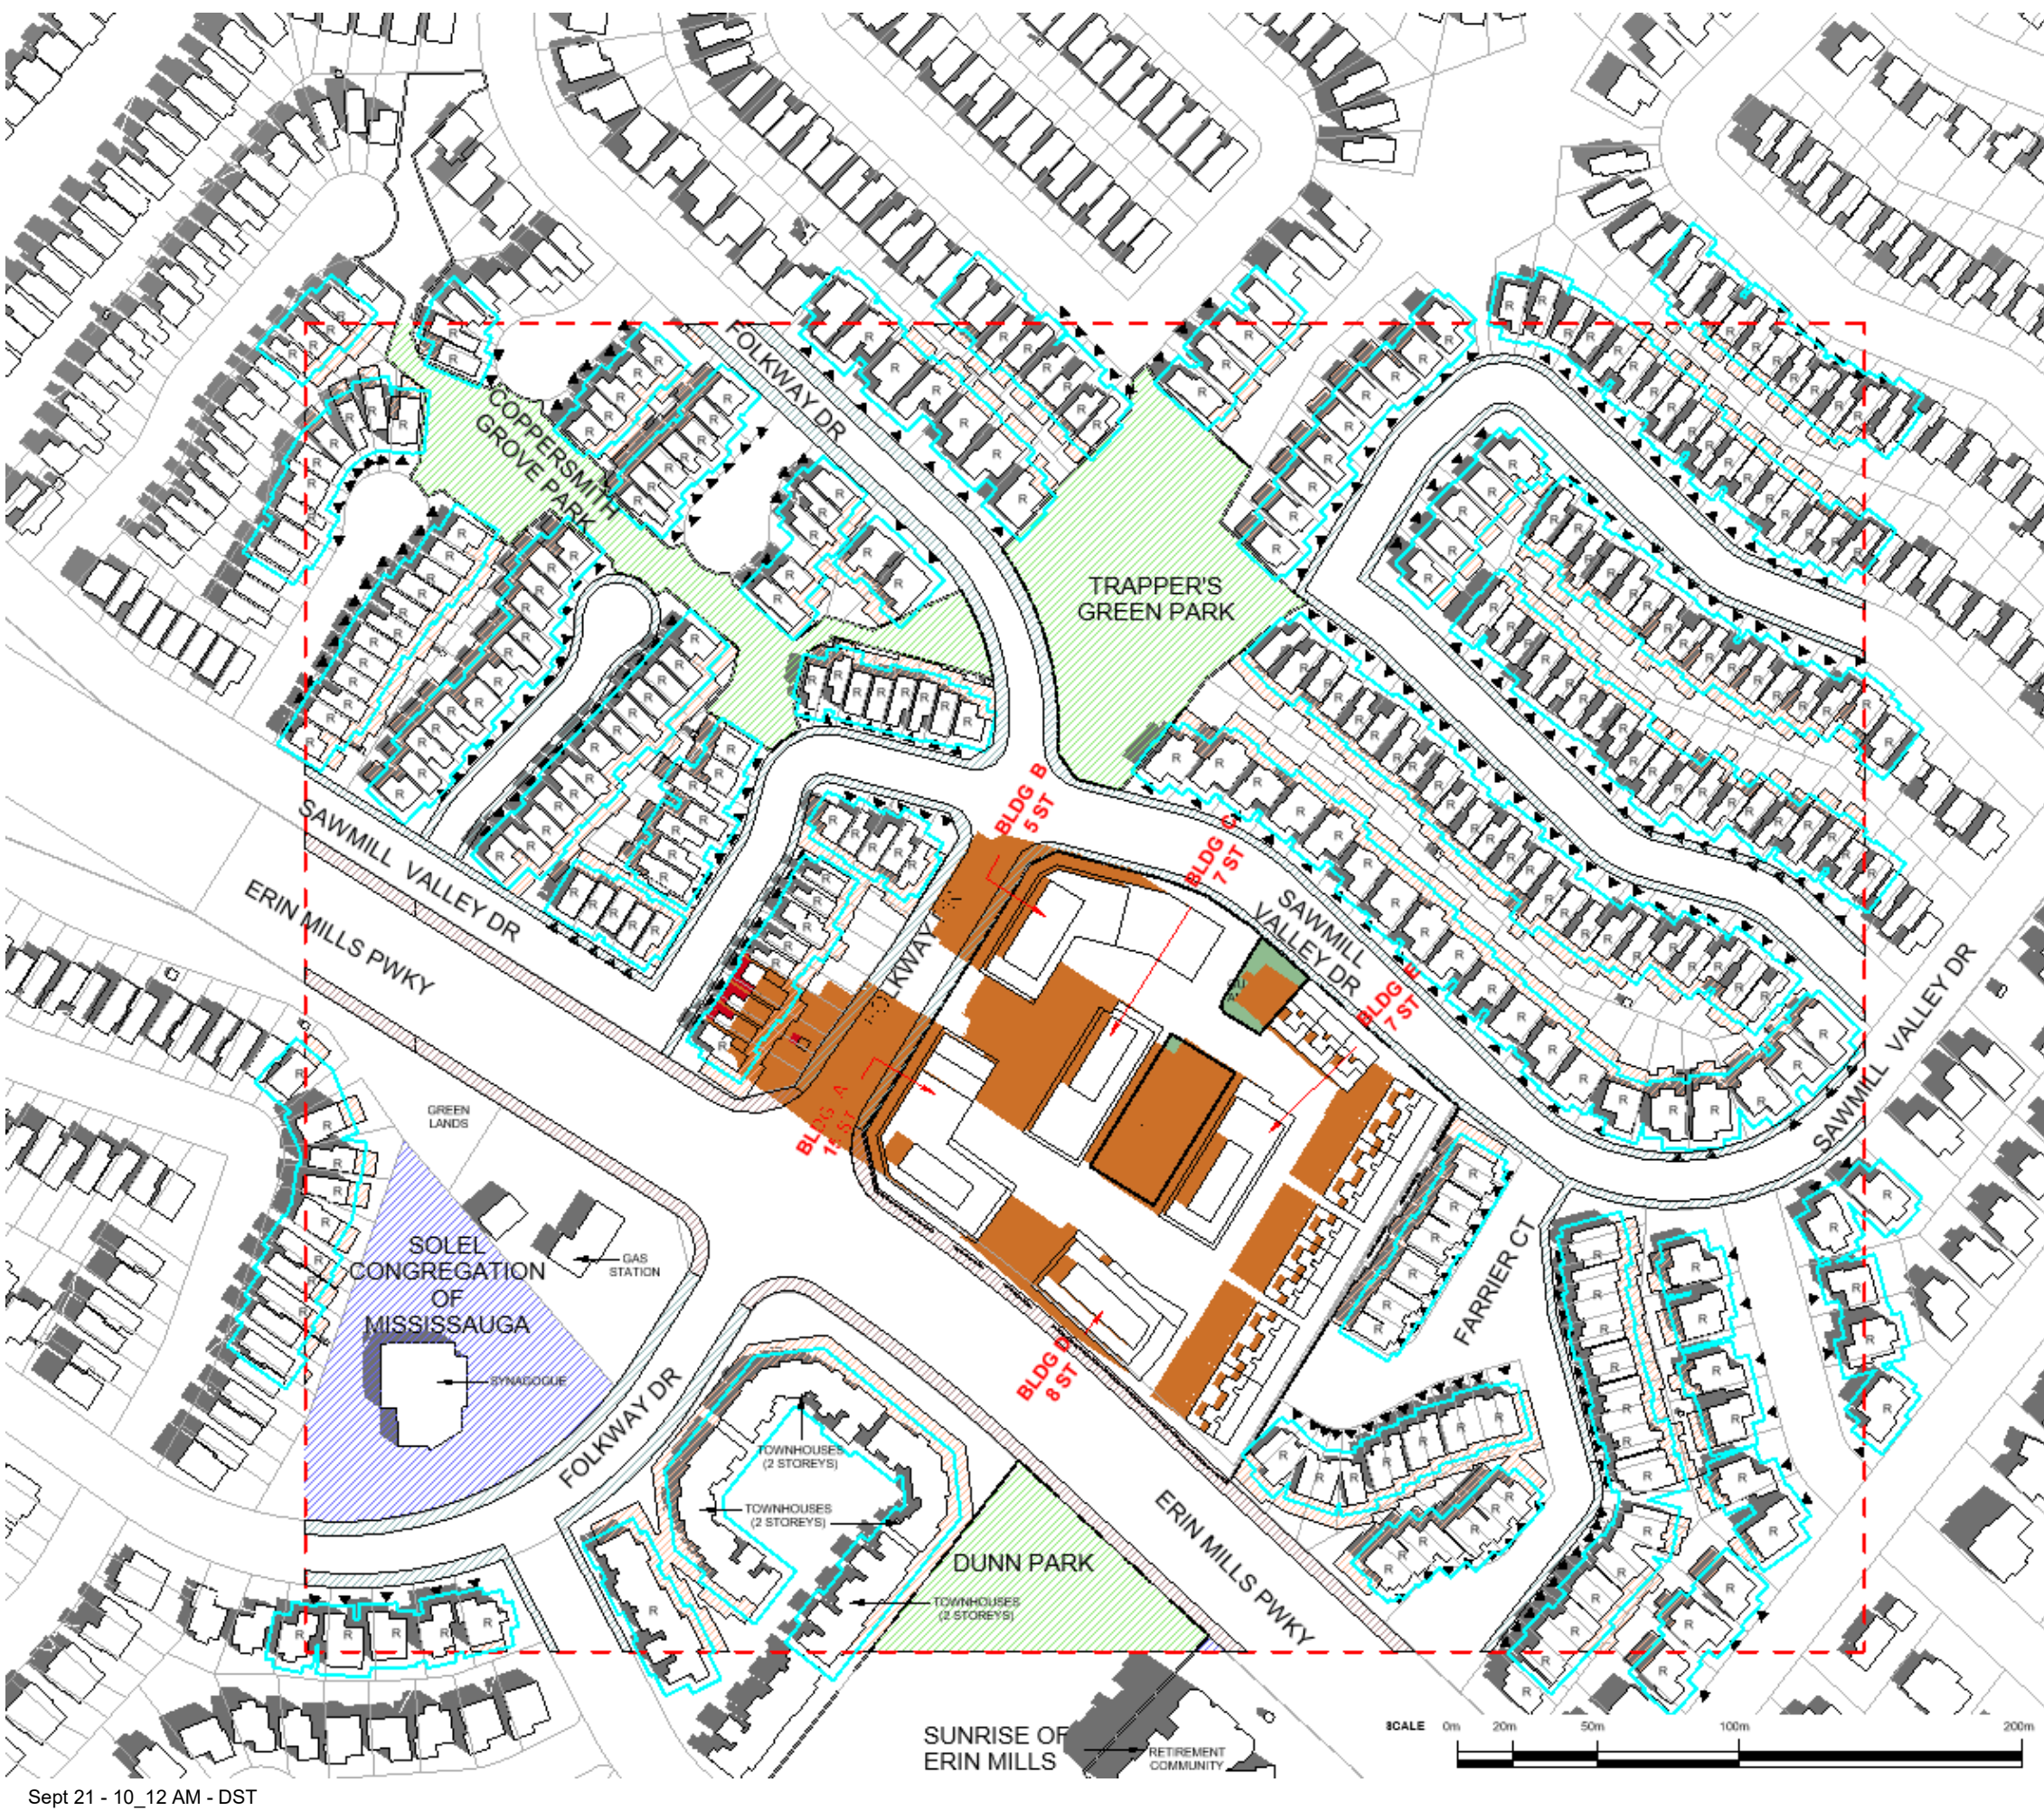 FOLKWAY DR
COPPERSMITH
GROVE PARK
TRAPPER'S
GREEN PARK
BLDG B
5 ST
BLDG C
7 ST
SAWMILL VALLEY DR
ERIN MILLS PWKY
SAWMILL
VALLEY DR
BLDG E
7 ST
SAWMILL VALLEY DR
BLDG A
15 ST
GREEN
LANDS
SOLEL
CONGREGATION
OF
MISSISSAUGA
GAS
STATION
SYNAGOGUE
FARRIER CT
BLDG D
8 ST
FOLKWAY DR
TOWNHOUSES
(2 STOREYS)
TOWNHOUSES
(2 STOREYS)
DUNN PARK
TOWNHOUSES
(2 STOREYS)
ERIN MILLS PWKY
SUNRISE OF
ERIN MILLS
RETIREMENT
COMMUNITY
SCALE 0m 20m 50m 100m 200m
Sept 21 - 10_12 AM - DST